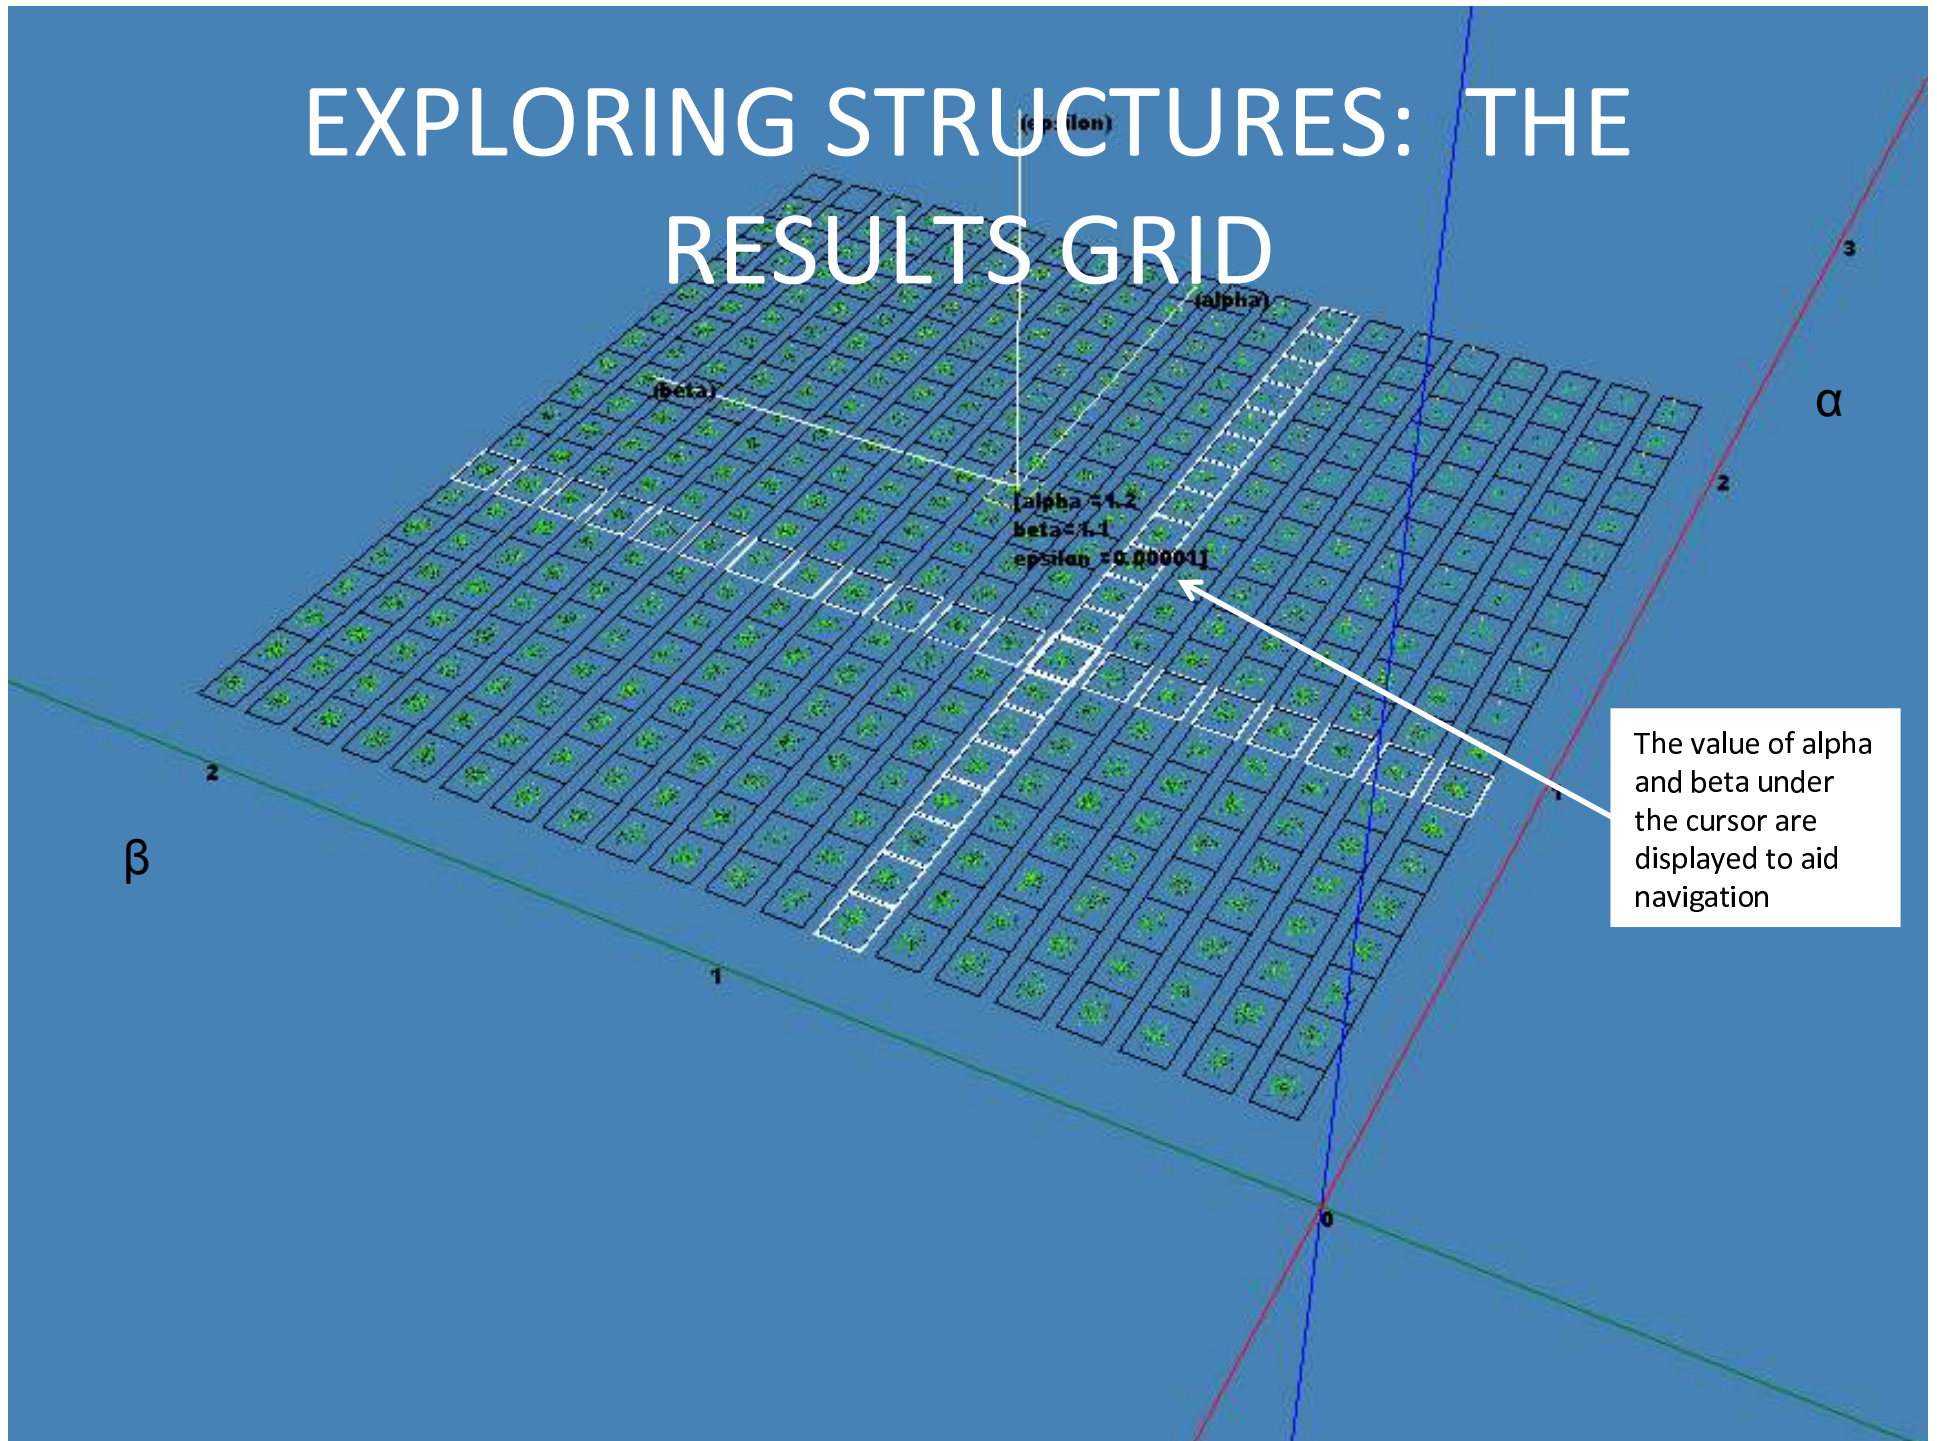 EXPLORING STRUCTURES: THE
RESULTS GRID
(epsilon)
(alpha)
(beta)
[alpha =1.2
beta=1.1
epsilon =0.00001]
3
α
2
1
The value of alpha
and beta under
the cursor are
displayed to aid
navigation
2
β
1
0